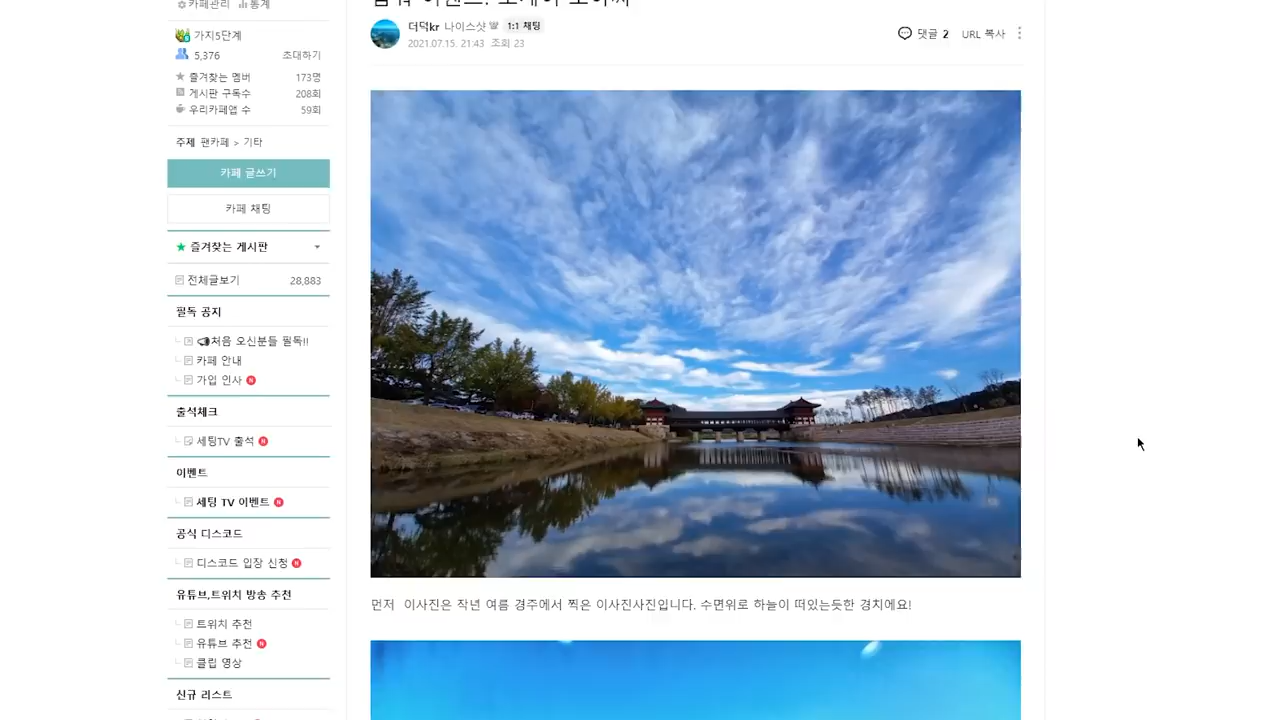 카페관리 통계
가지5단계
5,376 초대하기
즐겨찾는 멤버 173명
게시판 구독수 208회
우리카페앱 수 59회
주제 팬카페 > 기타
카페 글쓰기
카페 채팅
즐겨찾는 게시판
전체글보기 28,883
필독 공지
처음 오신분들 필독!!
카페 안내
가입 인사 N
출석체크
세팅TV 출석 N
이벤트
세팅 TV 이벤트 N
공식 디스코드
디스코드 입장 신청 N
유튜브,트위치 방송 추천
트위치 추천
유튜브 추천 N
클립 영상
신규 리스트
더덕kr 나이스샷 1:1 채팅
2021.07.15. 21:43 조회 23
댓글 2 URL 복사
먼저 이사진은 작년 여름 경주에서 찍은 이사진사진입니다. 수면위로 하늘이 떠있는듯한 경치에요!